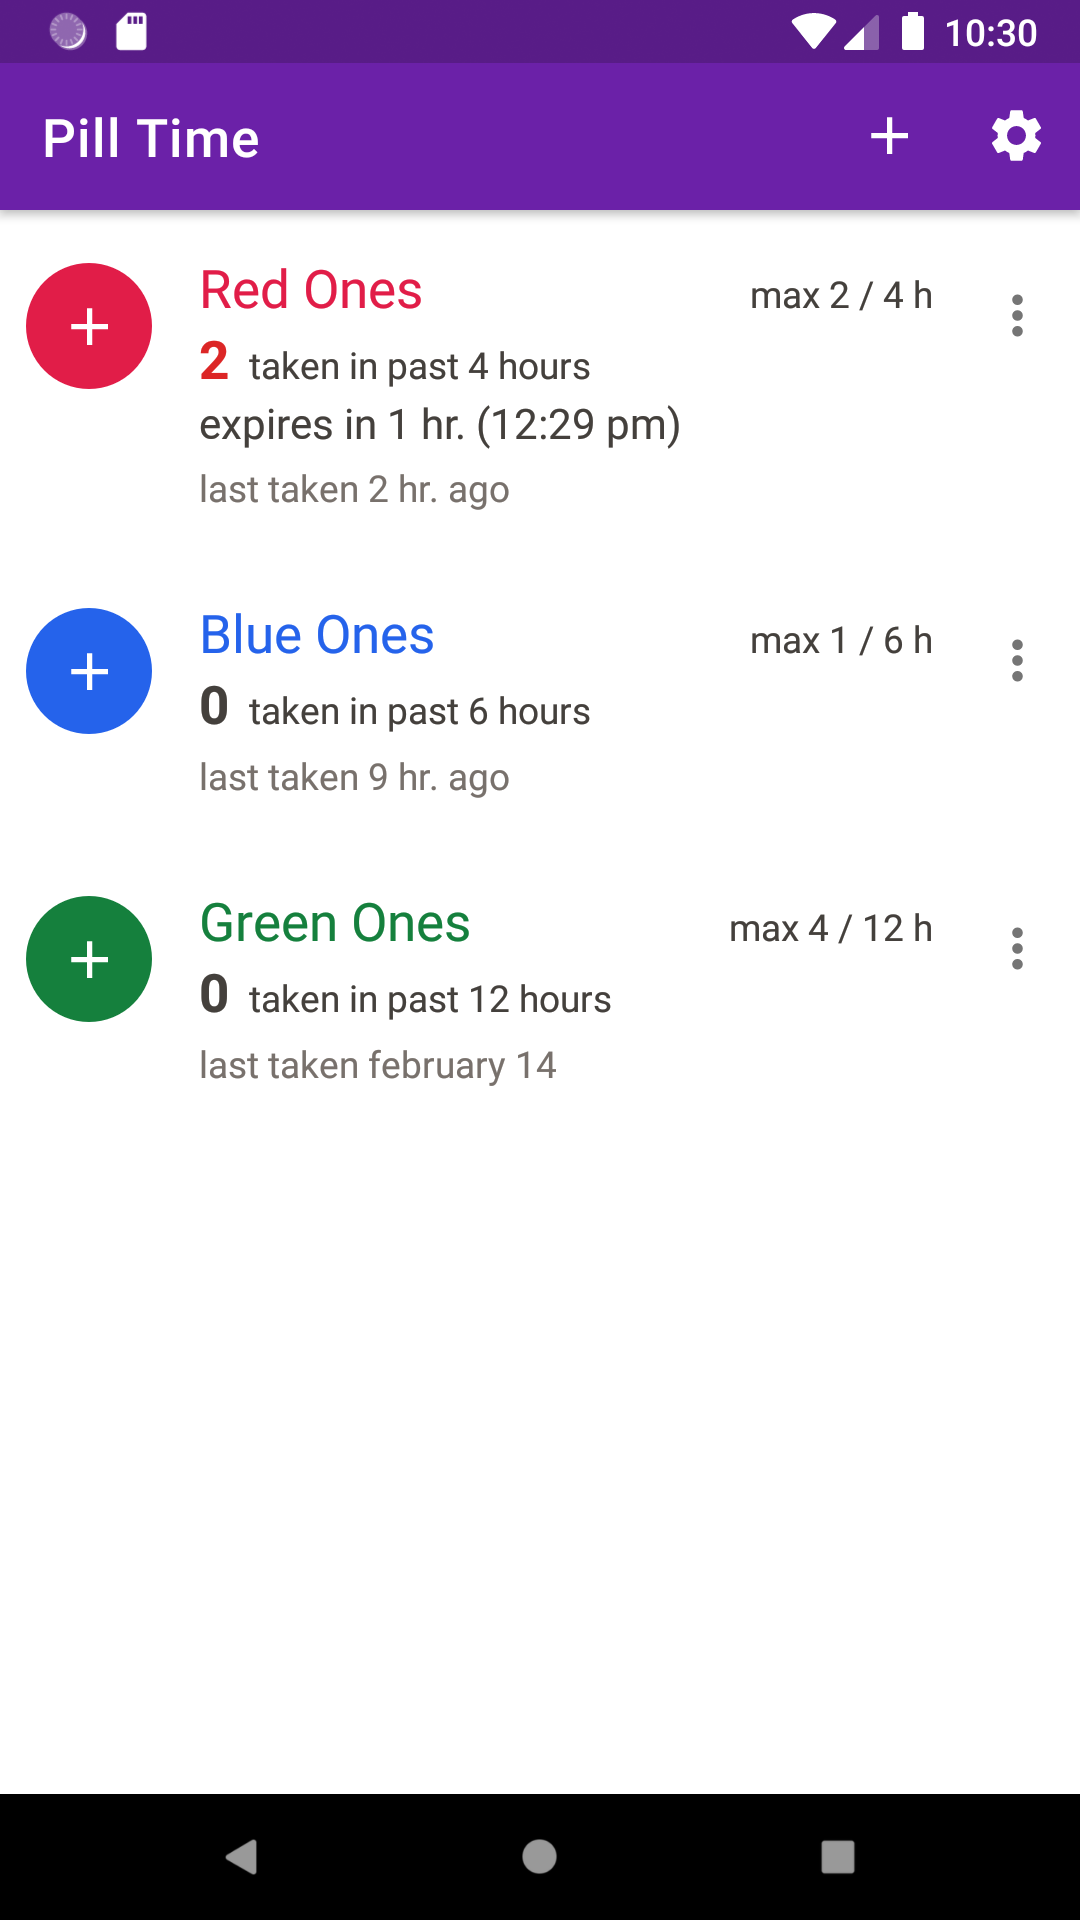 10:30
Pill Time
Red Ones
max 2 / 4 h
2 taken in past 4 hours
expires in 1 hr. (12:29 pm)
last taken 2 hr. ago
Blue Ones
max 1 / 6 h
0 taken in past 6 hours
last taken 9 hr. ago
Green Ones
max 4 / 12 h
0 taken in past 12 hours
last taken february 14